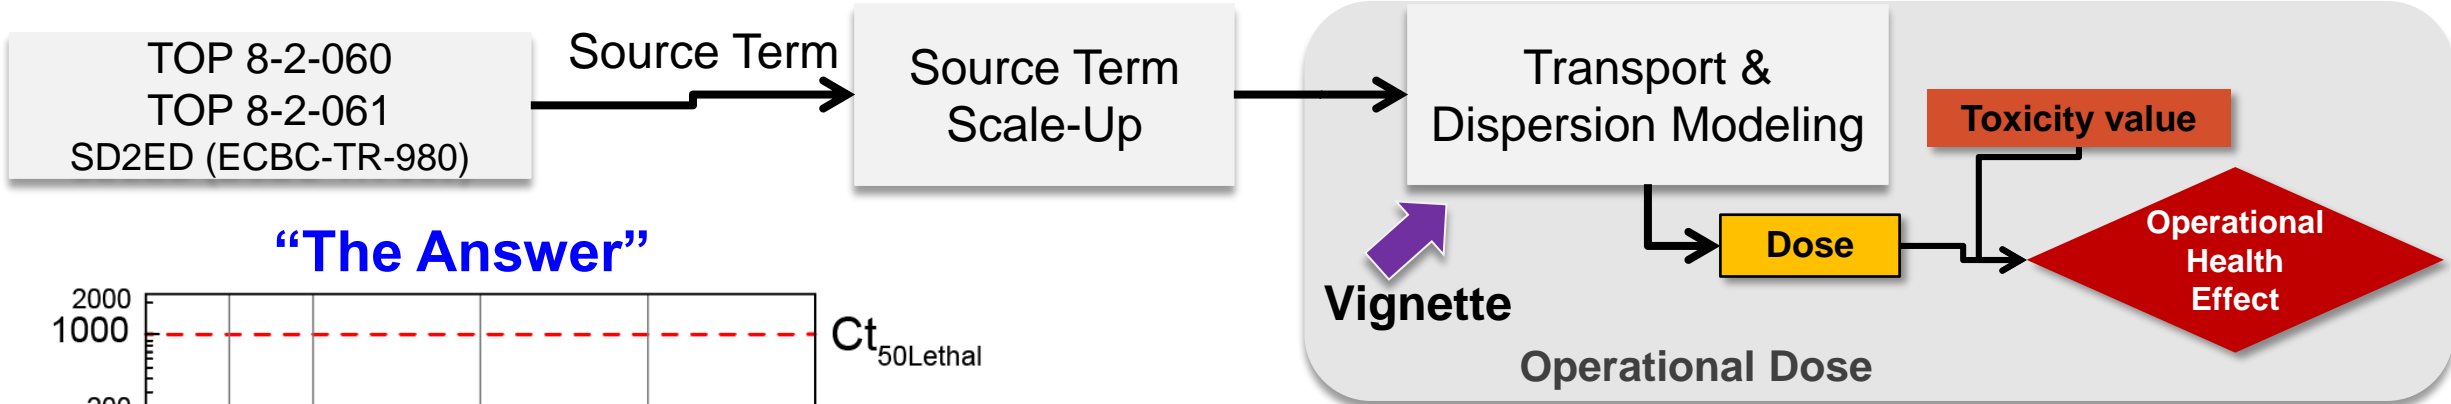 TOP 8-2-060
TOP 8-2-061
SD2ED (ECBC-TR-980)
Source Term
Source Term
Scale-Up
Transport &
Dispersion Modeling
Toxicity value
Dose
Operational
Health
Effect
Vignette
Operational Dose
“The Answer”
2000
1000
Ct50Lethal